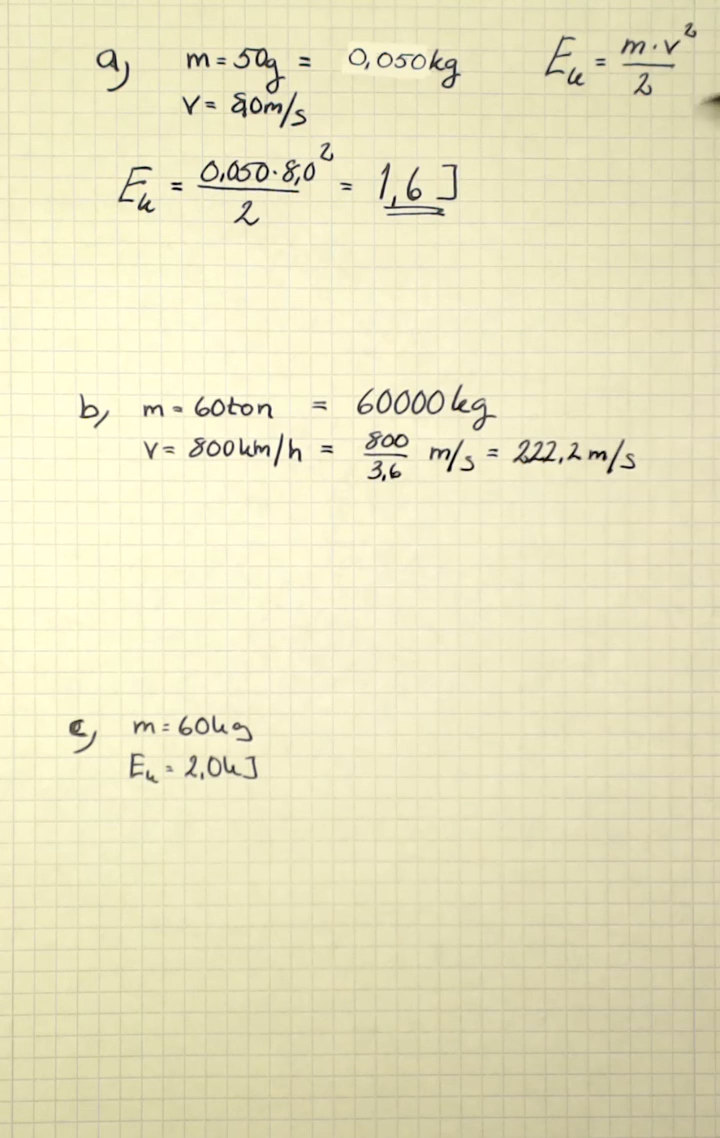 a) m = 50g = 0,050kg E_k = m·v²/2
v = 8,0m/s
E_k = 0,050·8,0²/2 = 1,6 J
b) m = 60ton = 60000kg
v = 800km/h = 800/3,6 m/s = 222,2 m/s
c) m = 60kg
E_k = 2,0kJ